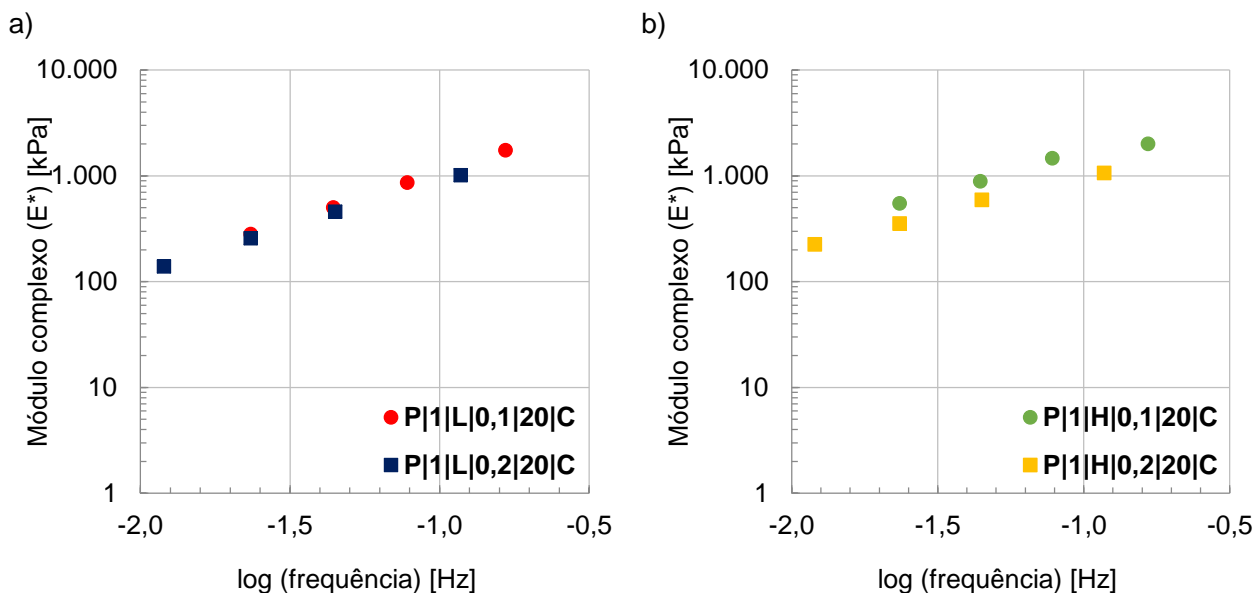 a)
Módulo complexo (E*) [kPa]
10.000
1.000
100
10
1
-2,0 -1,5 -1,0 -0,5
log (frequência) [Hz]
P|1|L|0,1|20|C
P|1|L|0,2|20|C
b)
Módulo complexo (E*) [kPa]
10.000
1.000
100
10
1
-2,0 -1,5 -1,0 -0,5
log (frequência) [Hz]
P|1|H|0,1|20|C
P|1|H|0,2|20|C